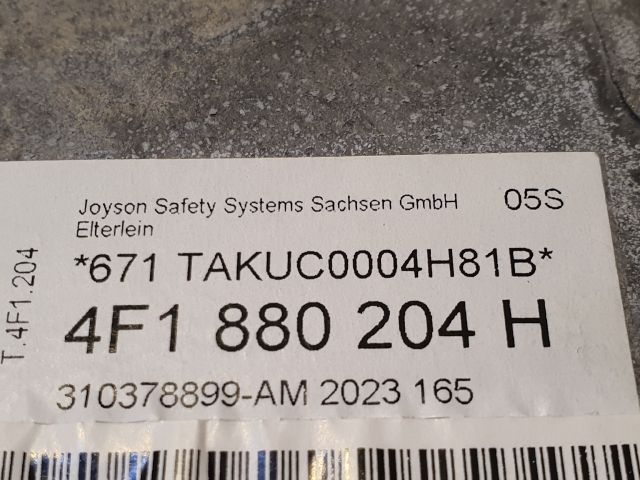 Joyson Safety Systems Sachsen GmbH 05S
Elterlein
*671 TAKUC0004H81B*
4F1 880 204 H
310378899-AM 2023 165
T.4F1.204